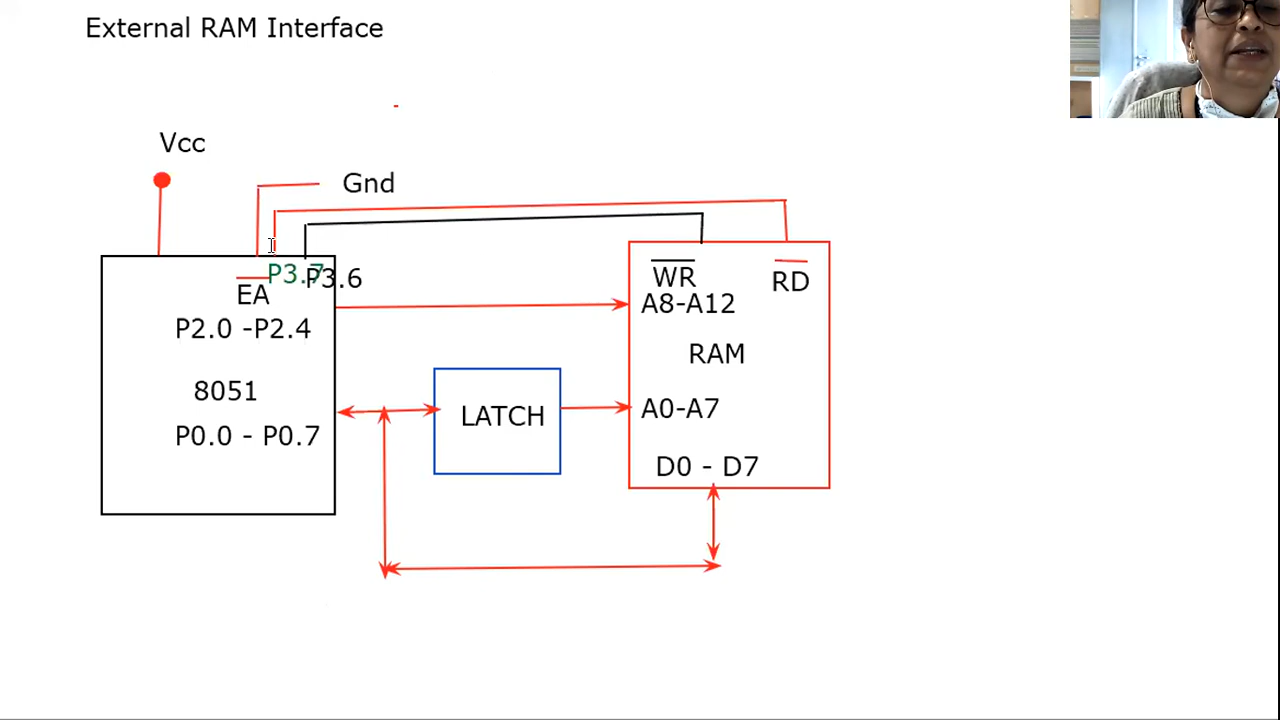 External RAM Interface
Vcc
Gnd
P3.7
P3.6
EA
P2.0 -P2.4
8051
P0.0 - P0.7
LATCH
WR
RD
A8-A12
RAM
A0-A7
D0 - D7